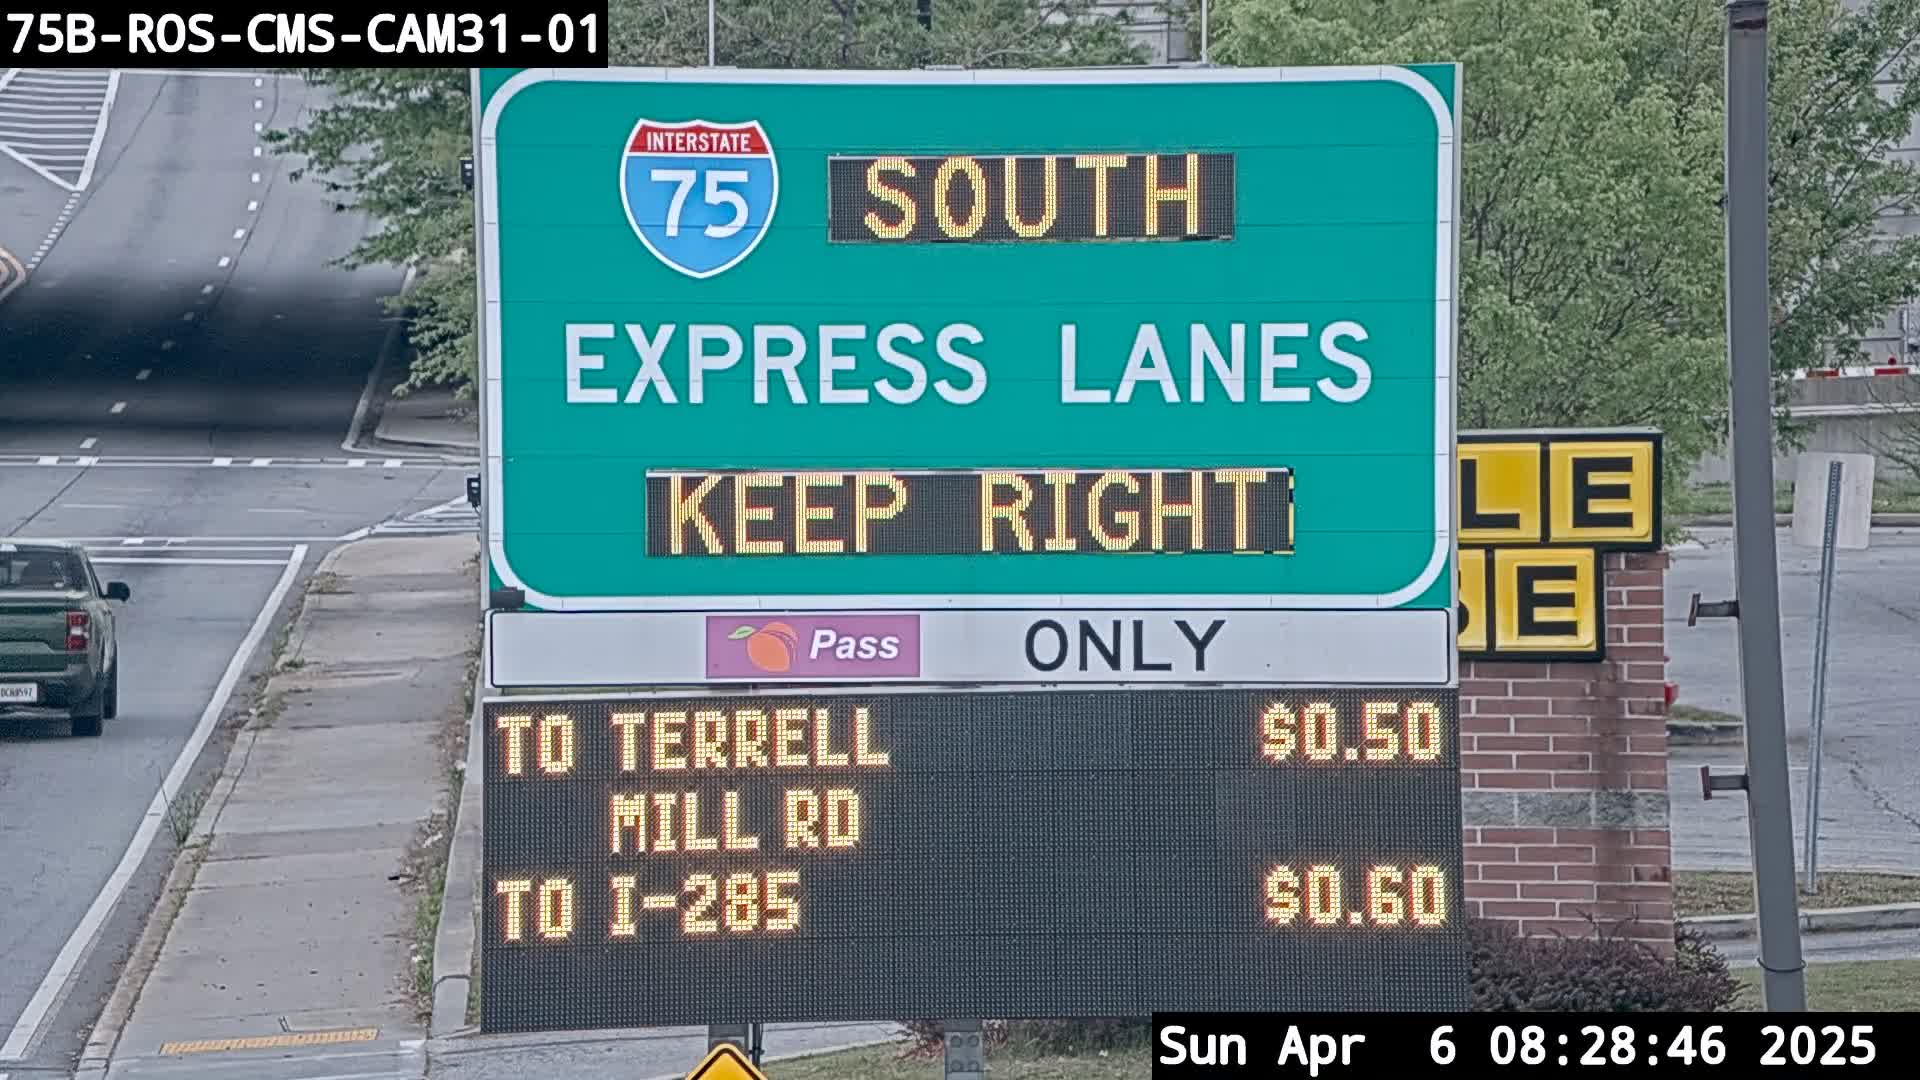 75B-ROS-CMS-CAM31-01
INTERSTATE
75
SOUTH
EXPRESS LANES
KEEP RIGHT
Pass ONLY
LE
E
TO TERRELL $0.50
MILL RD
TO I-285 $0.60
Sun Apr 6 08:28:46 2025